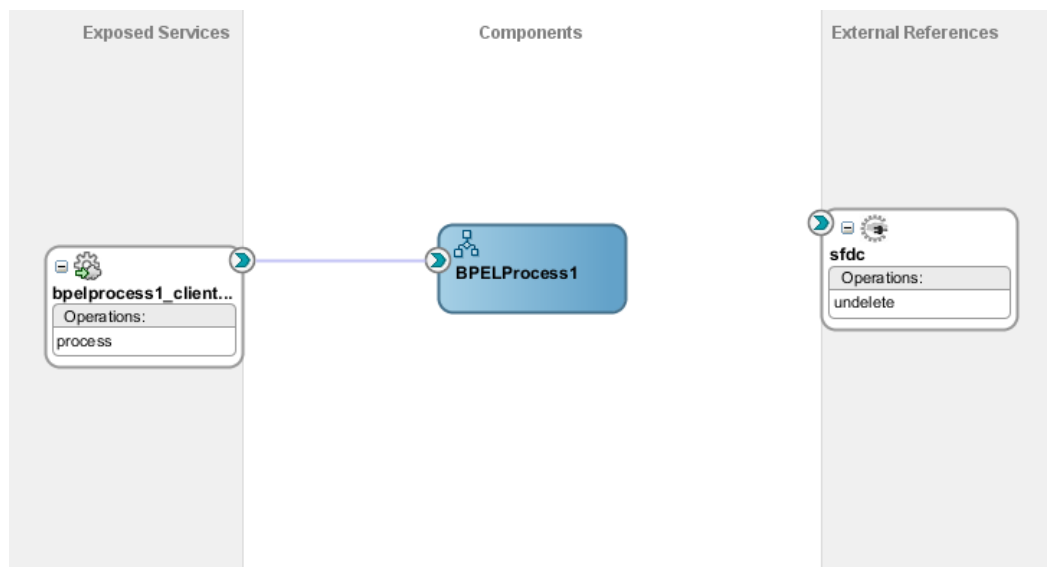 Exposed Services
Components
External References
bpelprocess1_client...
Operations:
process
BPELProcess1
sfdc
Operations:
undelete